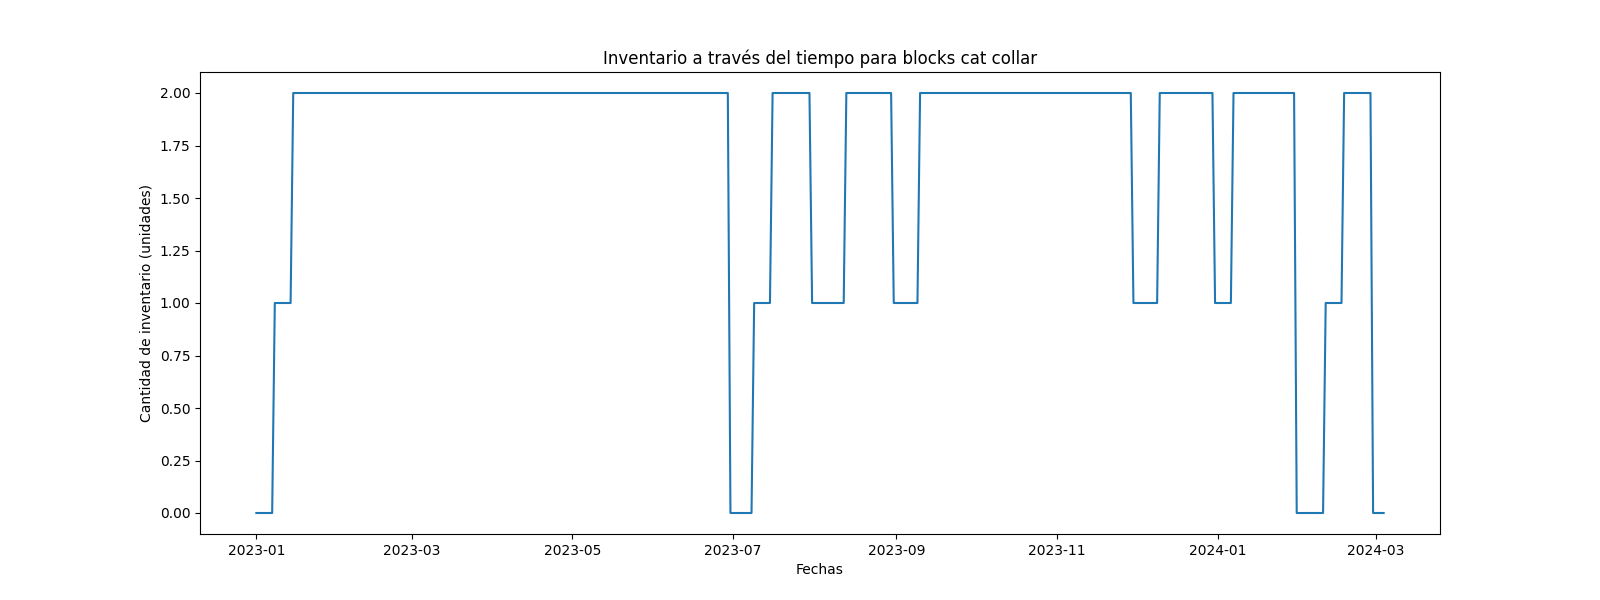 Inventario a través del tiempo para blocks cat collar
Cantidad de inventario (unidades)
2.00
1.75
1.50
1.25
1.00
0.75
0.50
0.25
0.00
2023-01 2023-03 2023-05 2023-07 2023-09 2023-11 2024-01 2024-03
Fechas